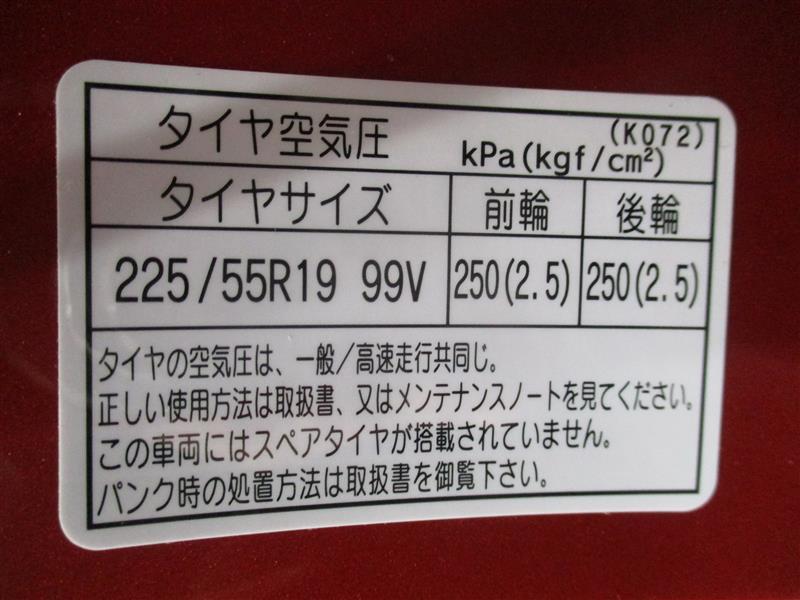 タイヤ空気圧 kPa(kgf/cm²) (K072)
タイヤサイズ 前輪 後輪
225/55R19 99V 250(2.5) 250(2.5)
タイヤの空気圧は、一般/高速走行共同じ。
正しい使用方法は取扱書、又はメンテナンスノートを見てください。
この車両にはスペアタイヤが搭載されていません。
パンク時の処置方法は取扱書を御覧下さい。